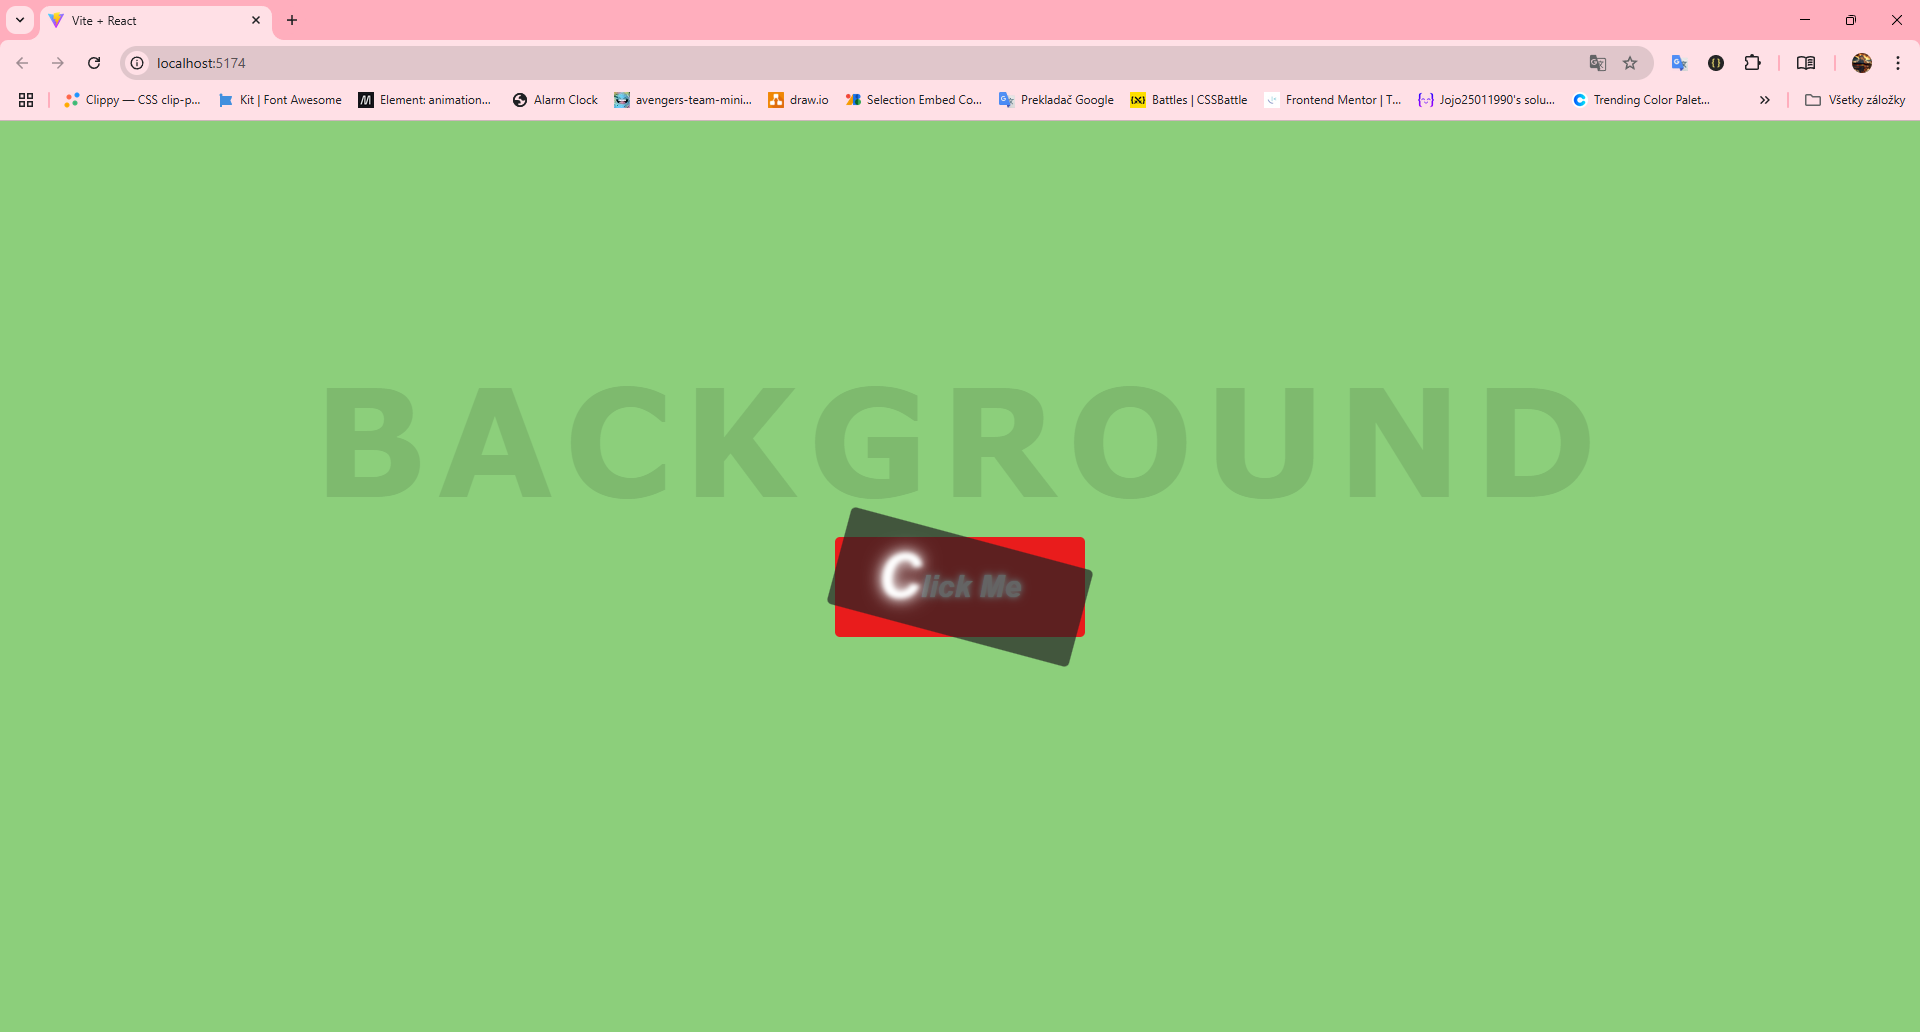 Vite + React
localhost:5174
Clippy — CSS clip-p...
Kit | Font Awesome
Element: animation...
Alarm Clock
avengers-team-mini...
draw.io
Selection Embed Co...
Prekladač Google
Battles | CSSBattle
Frontend Mentor | T...
Jojo25011990's solu...
Trending Color Palet...
Všetky záložky
BACKGROUND
Click Me